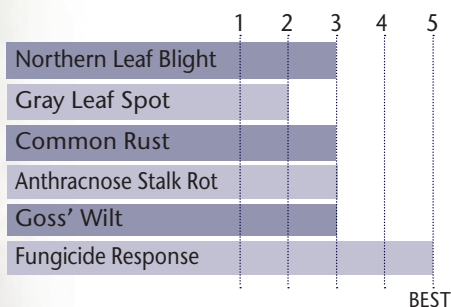 1 2 3 4 5
Northern Leaf Blight
Gray Leaf Spot
Common Rust
Anthracnose Stalk Rot
Goss' Wilt
Fungicide Response
BEST